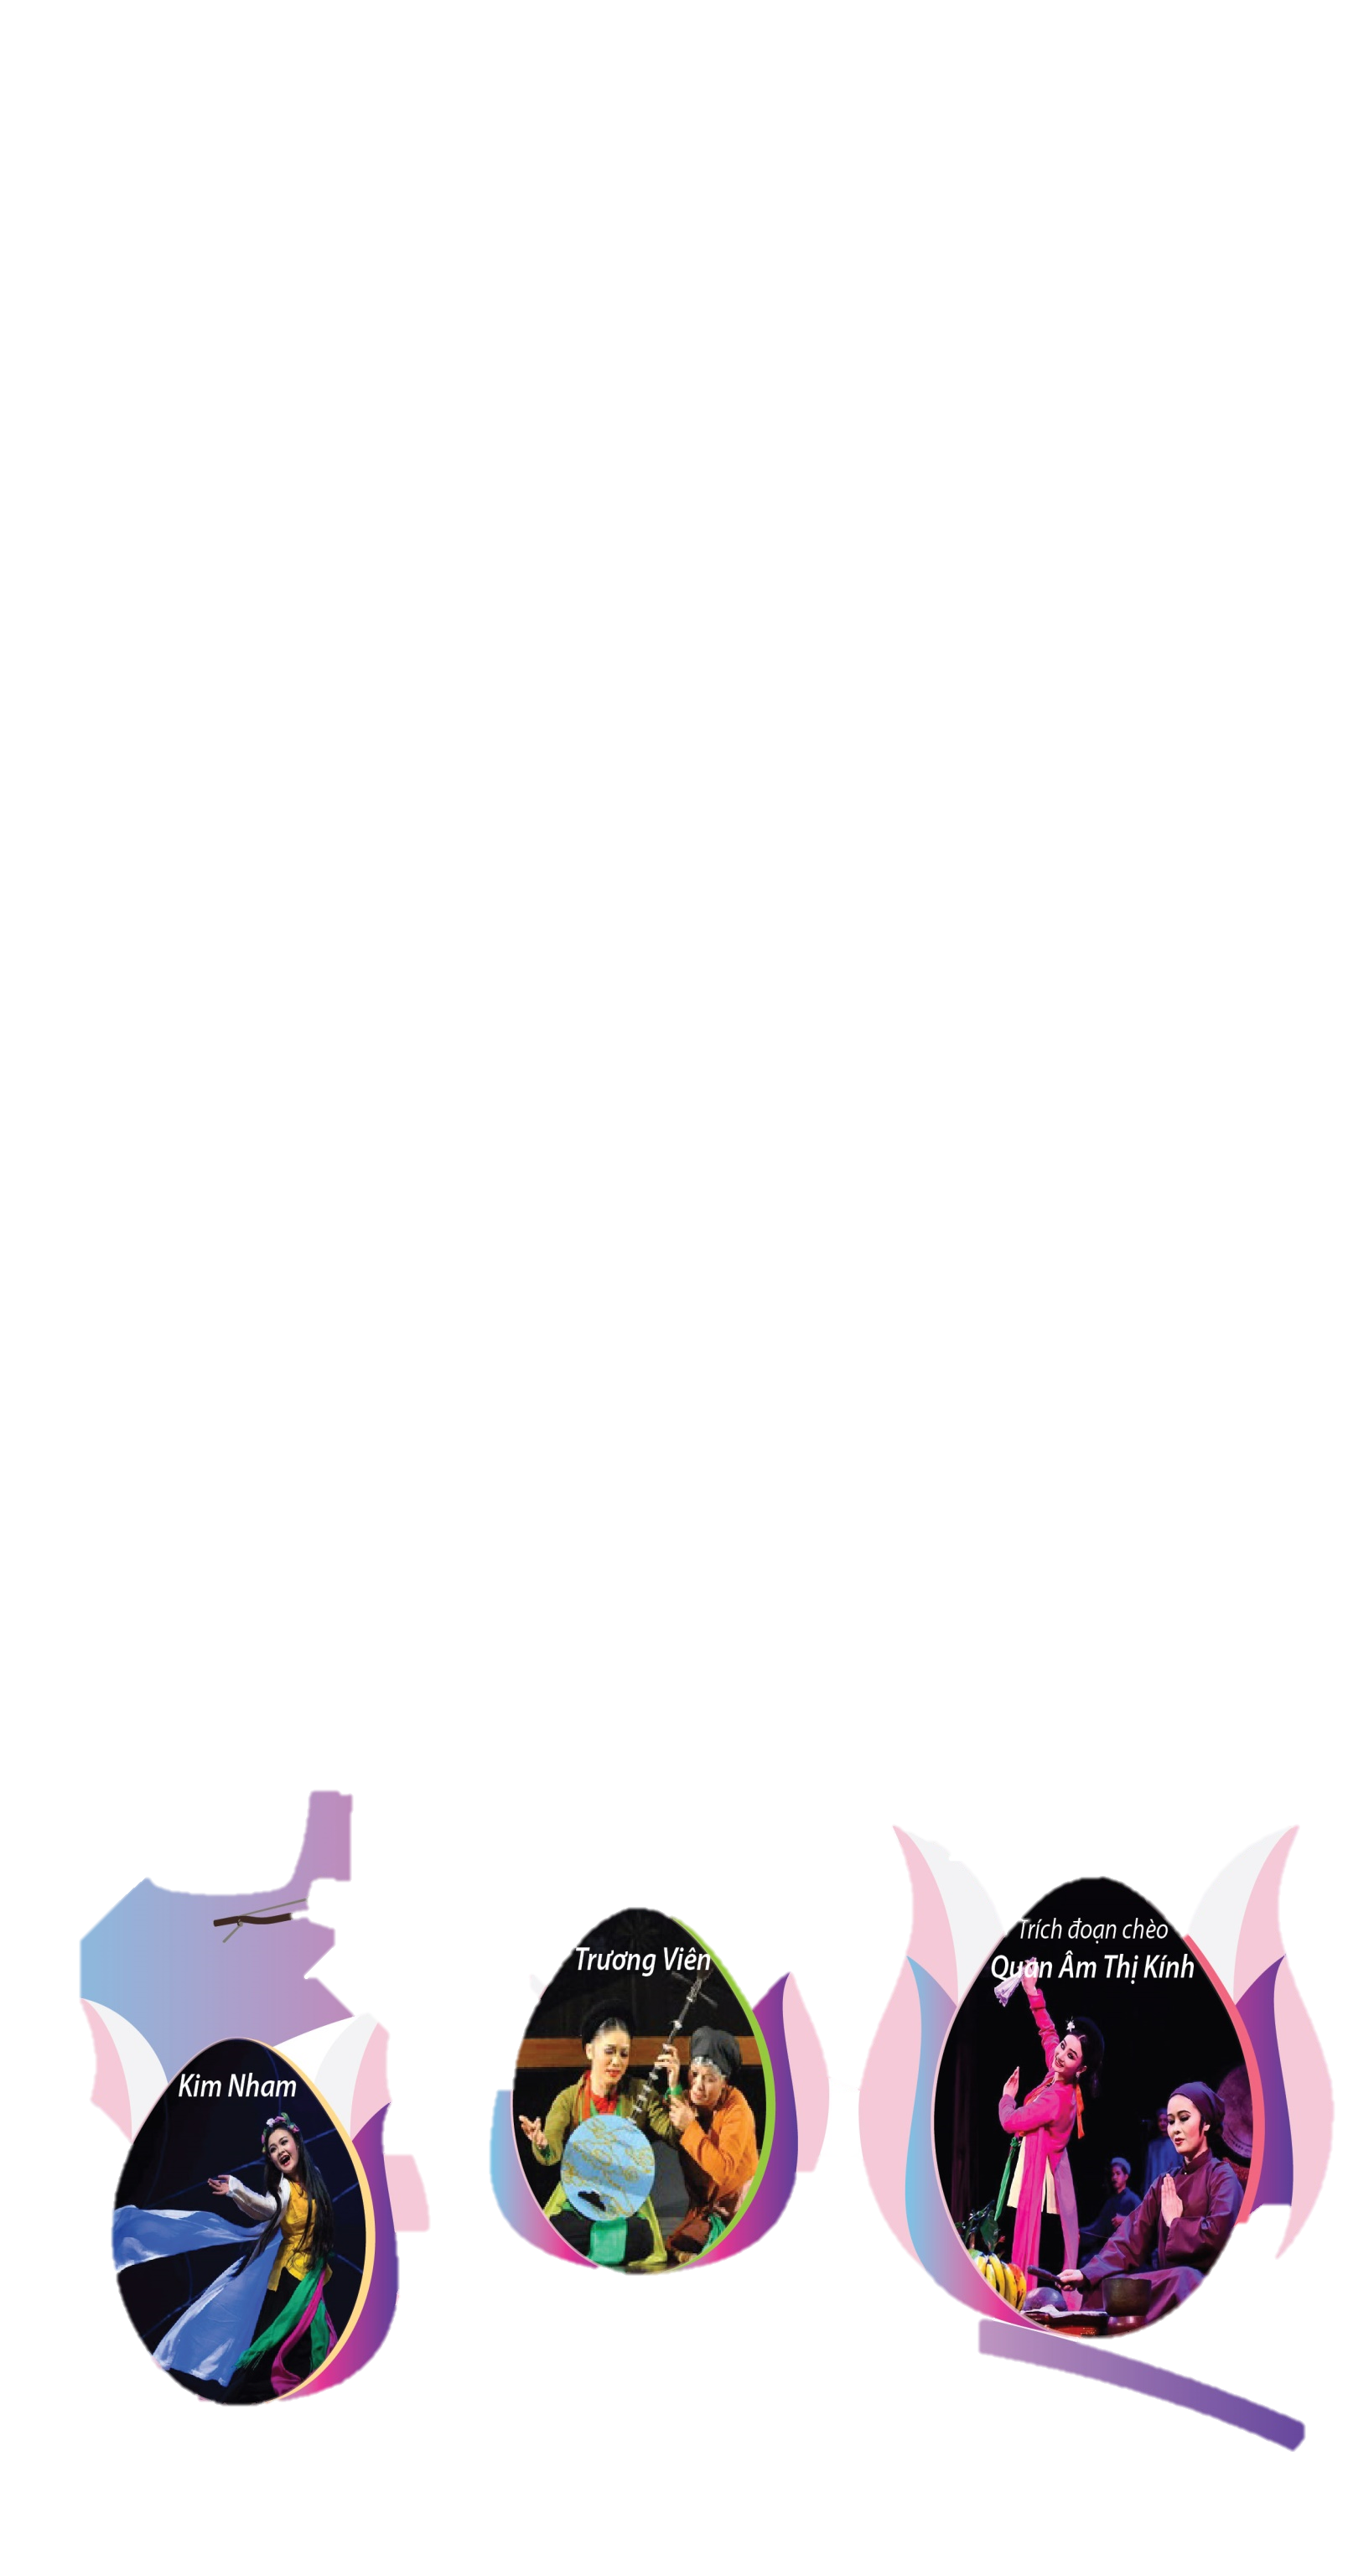 Kim Nham
Trương Viên
Trích đoạn chèo
Quan Âm Thị Kính